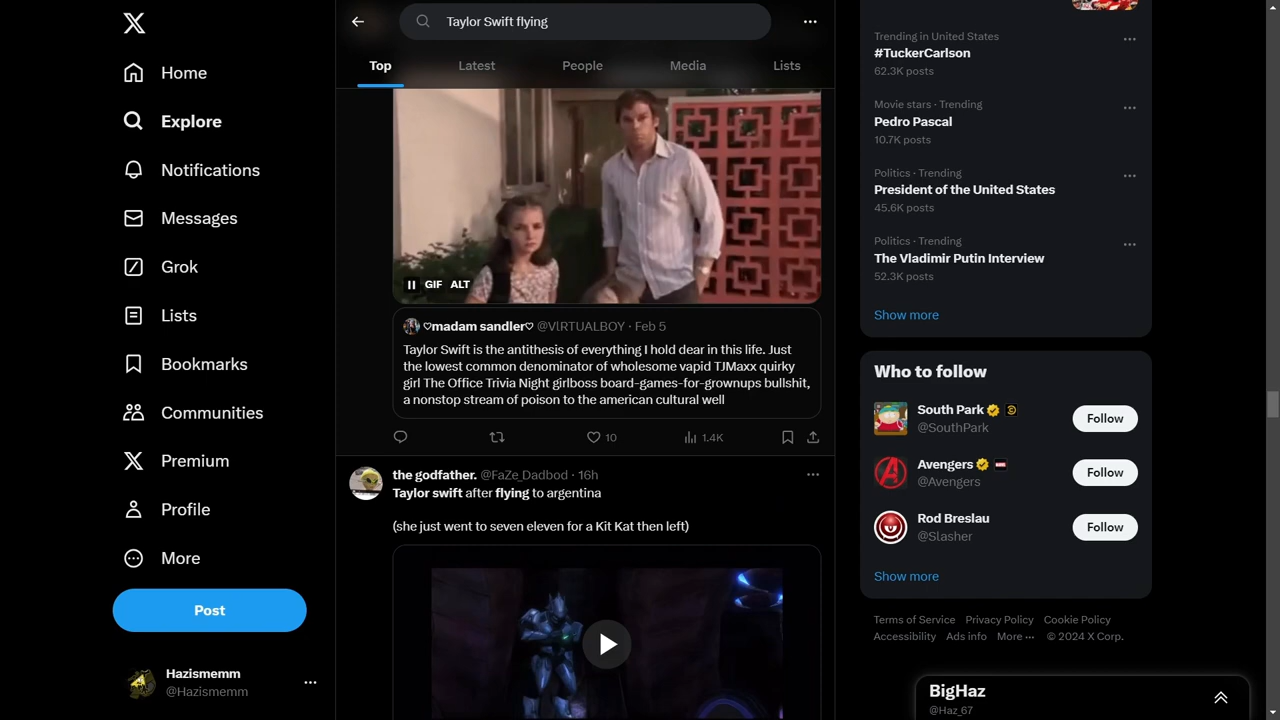 Home
Explore
Notifications
Messages
Grok
Lists
Bookmarks
Communities
Premium
Profile
More
Post
Hazismemm
@Hazismemm
Taylor Swift flying
Top Latest People Media Lists
GIF ALT
♡madam sandler♡ @VlRTUALBOY · Feb 5
Taylor Swift is the antithesis of everything I hold dear in this life. Just
the lowest common denominator of wholesome vapid TJMaxx quirky
girl The Office Trivia Night girlboss board-games-for-grownups bullshit,
a nonstop stream of poison to the american cultural well
10 1.4K
the godfather. @FaZe_Dadbod · 16h
Taylor swift after flying to argentina
(she just went to seven eleven for a Kit Kat then left)
Trending in United States
#TuckerCarlson
62.3K posts
Movie stars · Trending
Pedro Pascal
10.7K posts
Politics · Trending
President of the United States
45.6K posts
Politics · Trending
The Vladimir Putin Interview
52.3K posts
Show more
Who to follow
South Park
@SouthPark
Follow
Avengers
@Avengers
Follow
Rod Breslau
@Slasher
Follow
Show more
Terms of Service Privacy Policy Cookie Policy
Accessibility Ads info More ··· © 2024 X Corp.
BigHaz
@Haz_67